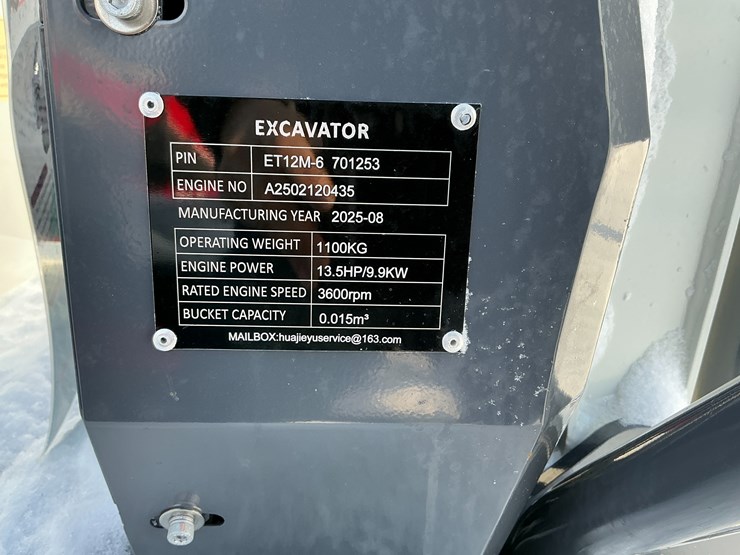 EXCAVATOR
PIN ET12M-6 701253
ENGINE NO A2502120435
MANUFACTURING YEAR 2025-08
OPERATING WEIGHT 1100KG
ENGINE POWER 13.5HP/9.9KW
RATED ENGINE SPEED 3600rpm
BUCKET CAPACITY 0.015m³
MAILBOX:huajieyuservice@163.com